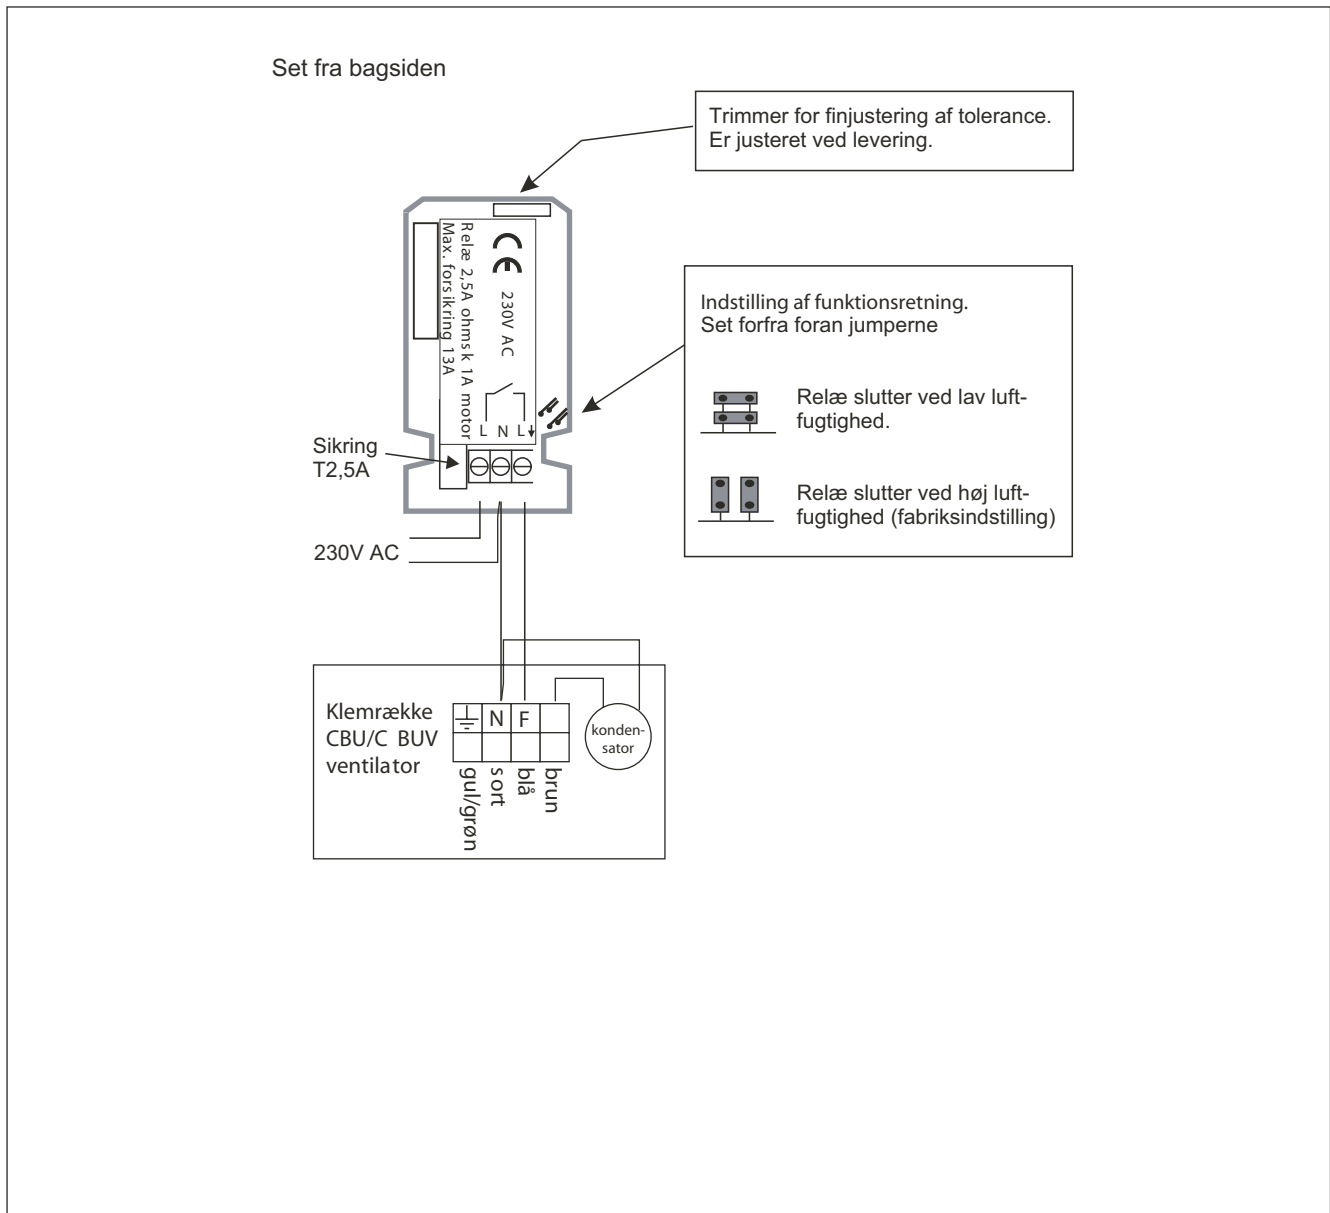 Set fra bagsiden
Trimmer for finjustering af tolerance.
Er justeret ved levering.
Relæ 2,5A ohmsk 1A motor
Max. forsikring 13A
CE
230V AC
L N L
Indstilling af funktionsretning.
Set forfra foran jumperne
Relæ slutter ved lav luft-
fugtighed.
Relæ slutter ved høj luft-
fugtighed (fabriksindstilling)
Sikring
T2,5A
230V AC
Klemrække
CBU/C BUV
ventilator
N F
gul/grøn
sort
blå
brun
konden-
sator